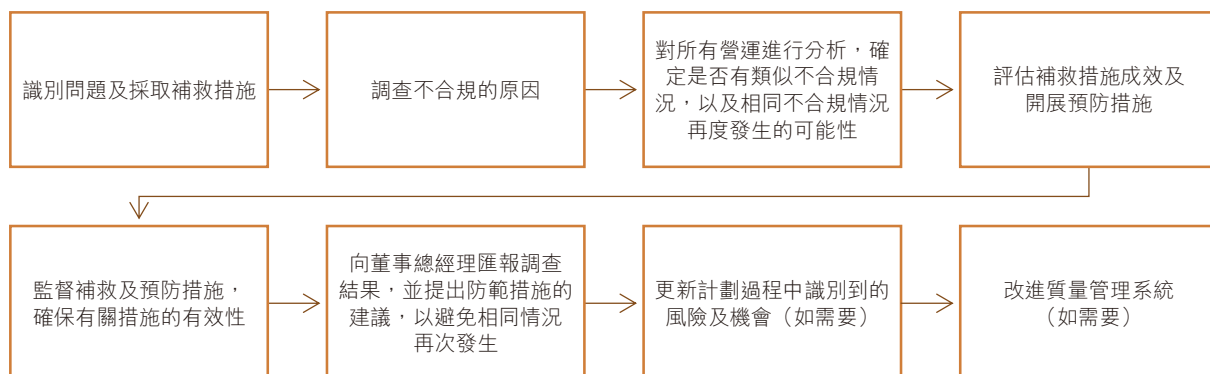 識別問題及採取補救措施
調查不合規的原因
對所有營運進行分析，確
定是否有類似不合規情
況，以及相同不合規情況
再度發生的可能性
評估補救措施成效及
開展預防措施
監督補救及預防措施，
確保有關措施的有效性
向董事總經理匯報調查
結果，並提出防範措施的
建議，以避免相同情況
再次發生
更新計劃過程中識別到的
風險及機會（如需要）
改進質量管理系統
（如需要）